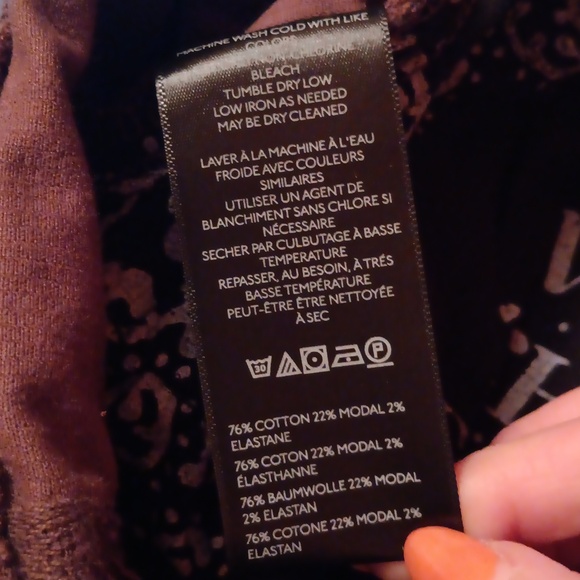 MACHINE WASH COLD WITH LIKE
COLORS
BLEACH
TUMBLE DRY LOW
LOW IRON AS NEEDED
MAY BE DRY CLEANED
LAVER À LA MACHINE À L'EAU
FROIDE AVEC COULEURS
SIMILAIRES
UTILISER UN AGENT DE
BLANCHIMENT SANS CHLORE SI
NÉCESSAIRE
SECHER PAR CULBUTAGE À BASSE
TEMPERATURE
REPASSER, AU BESOIN, À TRÉS
BASSE TEMPÉRATURE
PEUT-ÊTRE ÊTRE NETTOYÉE
À SEC
30 P
76% COTTON 22% MODAL 2%
ELASTANE
76% COTON 22% MODAL 2%
ÉLASTHANNE
76% BAUMWOLLE 22% MODAL
2% ELASTAN
76% COTONE 22% MODAL 2%
ELASTAN